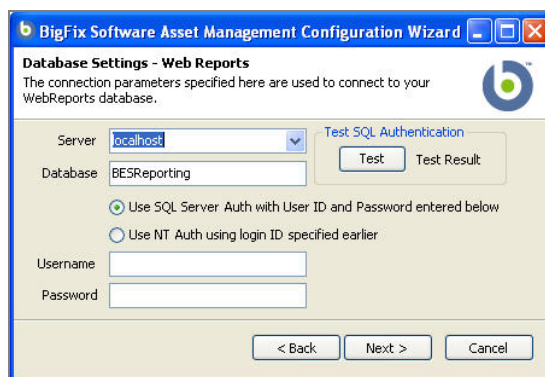 BigFix Software Asset Management Configuration Wizard
Database Settings - Web Reports
The connection parameters specified here are used to connect to your
WebReports database.
Server localhost
Test SQL Authentication
Test Test Result
Database BESReporting
Use SQL Server Auth with User ID and Password entered below
Use NT Auth using login ID specified earlier
Username
Password
< Back Next > Cancel